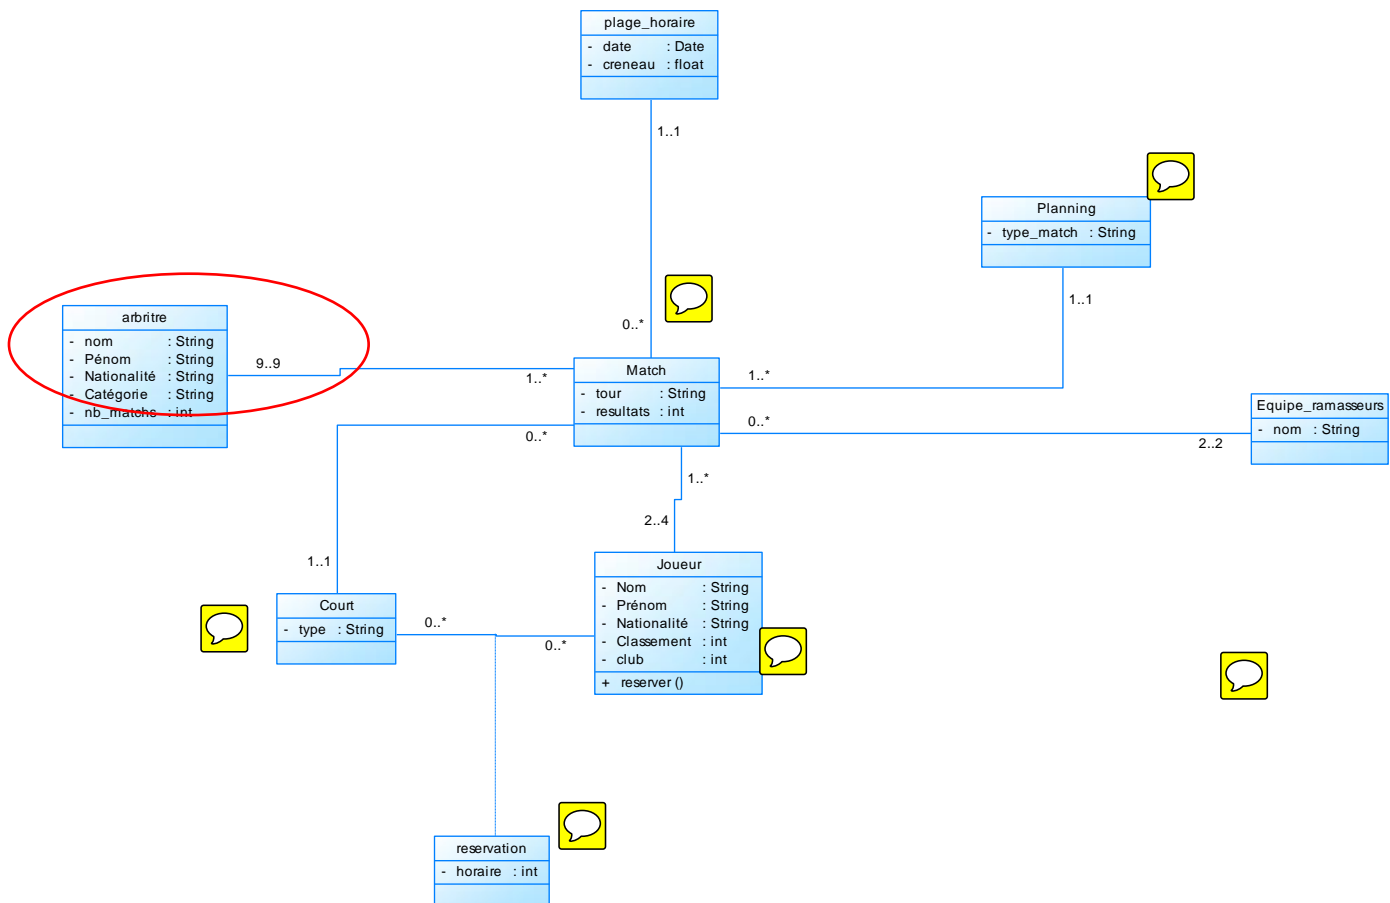 plage_horaire
- date : Date
- creneau : float
1..1
Planning
- type_match : String
1..1
arbritre
- nom : String
- Pénom : String
- Nationalité : String
- Catégorie : String
- nb_matchs : int
9..9
1..*
0..*
Match
- tour : String
- resultats : int
1..*
0..*
Equipe_ramasseurs
- nom : String
2..2
0..*
1..*
2..4
1..1
Joueur
- Nom : String
- Prénom : String
- Nationalité : String
- Classement : int
- club : int
+ reserver ()
Court
- type : String
0..*
0..*
reservation
- horaire : int